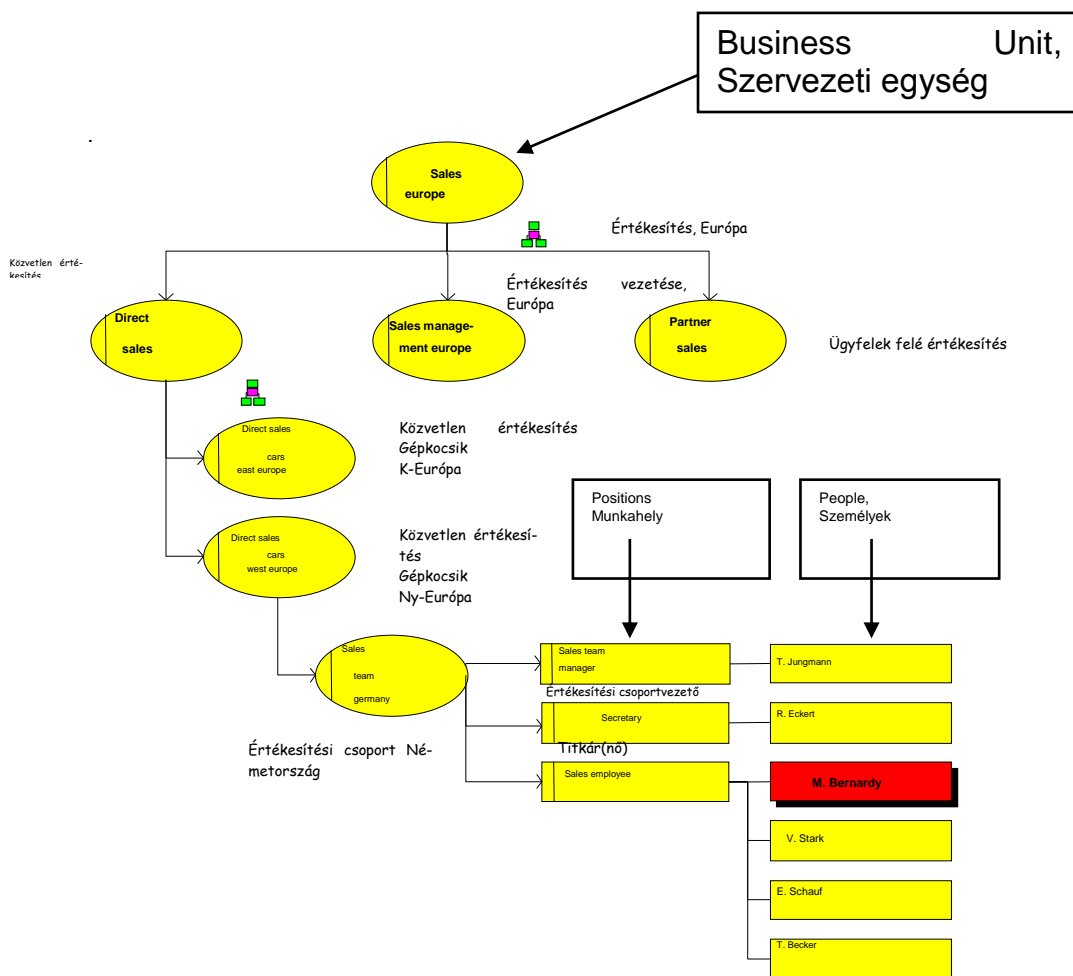 Business Unit,
Szervezeti egység
.
Sales
europe
Értékesítés, Európa
Közvetlen érté-
kesítés
Értékesítés vezetése,
Európa
Direct
sales
Sales manage-
ment europe
Partner
sales
Ügyfelek felé értékesítés
Direct sales
cars
east europe
Közvetlen értékesítés
Gépkocsik
K-Európa
Positions
Munkahely
People,
Személyek
Direct sales
cars
west europe
Közvetlen értékesí-
tés
Gépkocsik
Ny-Európa
Sales
team
germany
Sales team
manager
T. Jungmann
Értékesítési csoportvezető
Secretary
R. Eckert
Értékesítési csoport Né-
metország
Titkár(nő)
Sales employee
M. Bernardy
V. Stark
E. Schauf
T. Becker